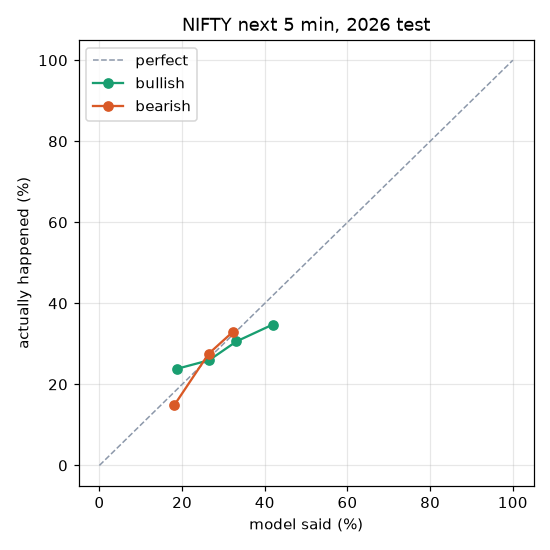 NIFTY next 5 min, 2026 test
100
80
60
40
20
0
actually happened (%)
perfect
bullish
bearish
0 20 40 60 80 100
model said (%)